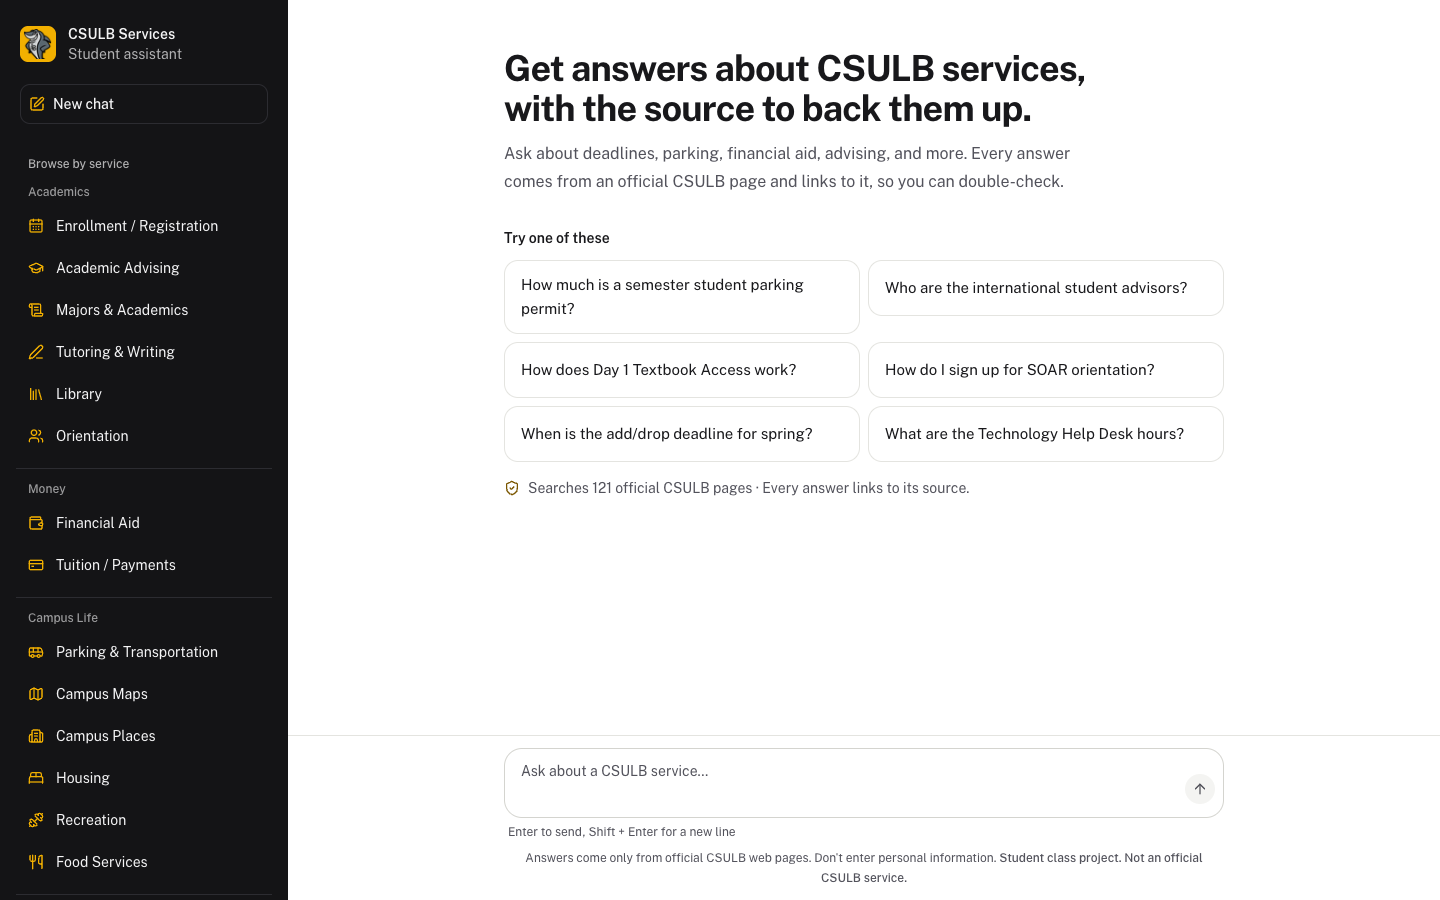 CSULB Services
Student assistant
New chat
Browse by service
Academics
Enrollment / Registration
Academic Advising
Majors & Academics
Tutoring & Writing
Library
Orientation
Money
Financial Aid
Tuition / Payments
Campus Life
Parking & Transportation
Campus Maps
Campus Places
Housing
Recreation
Food Services
Get answers about CSULB services,
with the source to back them up.
Ask about deadlines, parking, financial aid, advising, and more. Every answer
comes from an official CSULB page and links to it, so you can double-check.
Try one of these
How much is a semester student parking
permit?
Who are the international student advisors?
How does Day 1 Textbook Access work?
How do I sign up for SOAR orientation?
When is the add/drop deadline for spring?
What are the Technology Help Desk hours?
Searches 121 official CSULB pages · Every answer links to its source.
Ask about a CSULB service...
Enter to send, Shift + Enter for a new line
Answers come only from official CSULB web pages. Don't enter personal information. Student class project. Not an official
CSULB service.